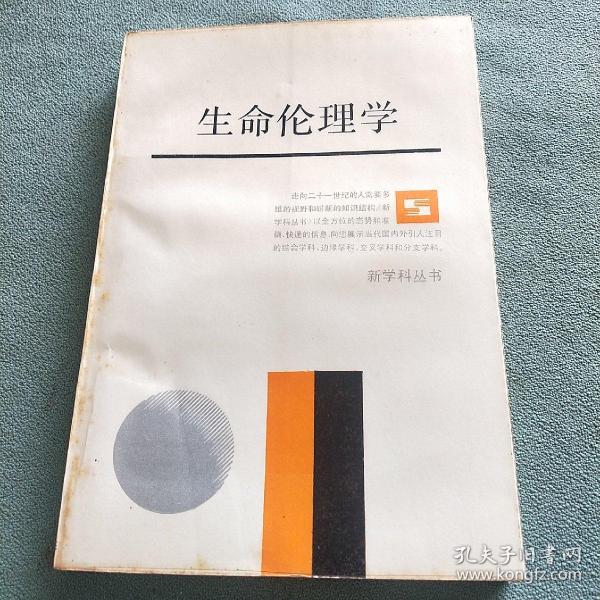 生命伦理学
走向二十一世纪的人需要多
维的视野和崭新的知识结构。《新
学科丛书》以全方位的态势和准
确、快速的信息,向您展示当代国内外引人注目
的综合学科、边缘学科、交叉学科和分支学科。
新学科丛书
孔夫子旧书网
www.kongfz.com